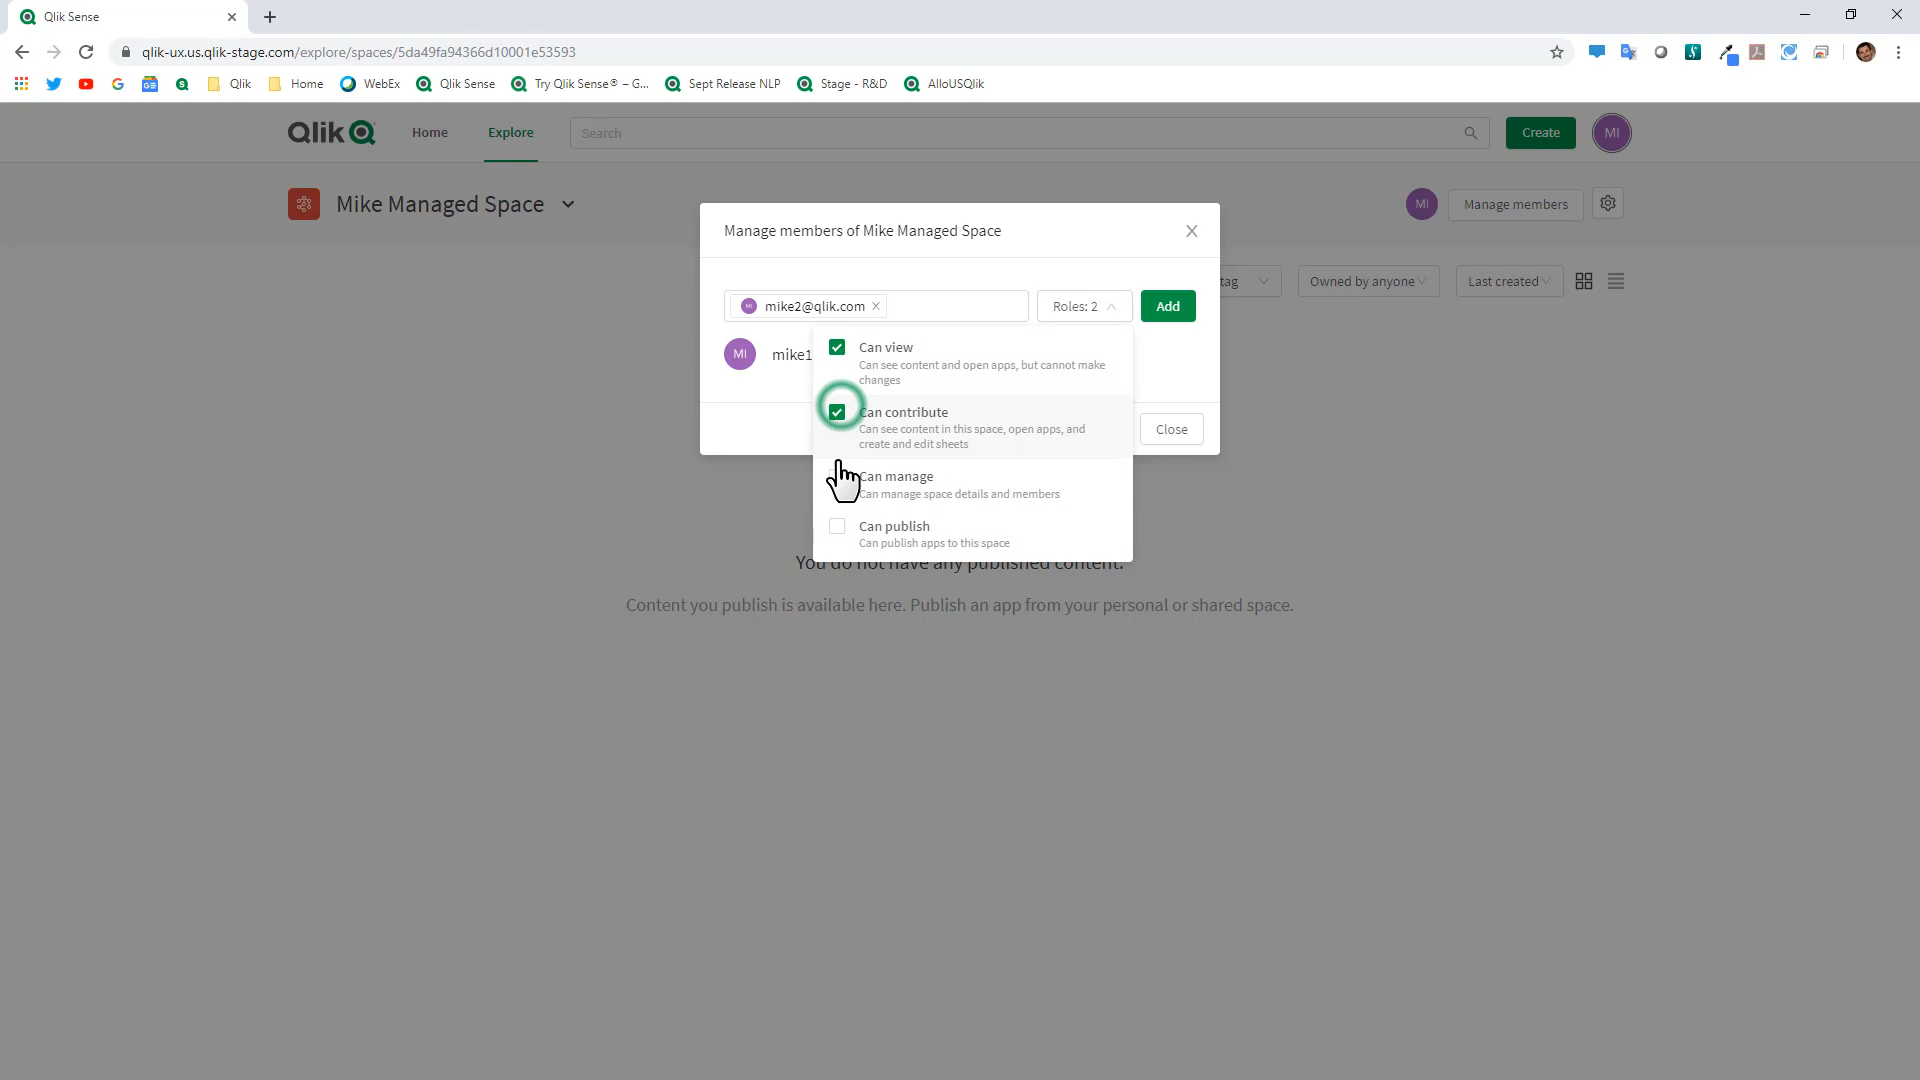 Qlik Sense
qlik-ux.us.qlik-stage.com/explore/spaces/5da49fa94366d10001e53593
Qlik Home WebEx Qlik Sense Try Qlik Sense® – G... Sept Release NLP Stage - R&D AlloUSQlik
Qlik Home Explore Search Create MI
Mike Managed Space MI Manage members
Manage members of Mike Managed Space
tag Owned by anyone Last created
MI mike2@qlik.com Roles: 2 Add
MI mike1
Can view
Can see content and open apps, but cannot make
changes
Can contribute
Can see content in this space, open apps, and
create and edit sheets
Close
Can manage
Can manage space details and members
Can publish
Can publish apps to this space
You do not have any published content.
Content you publish is available here. Publish an app from your personal or shared space.